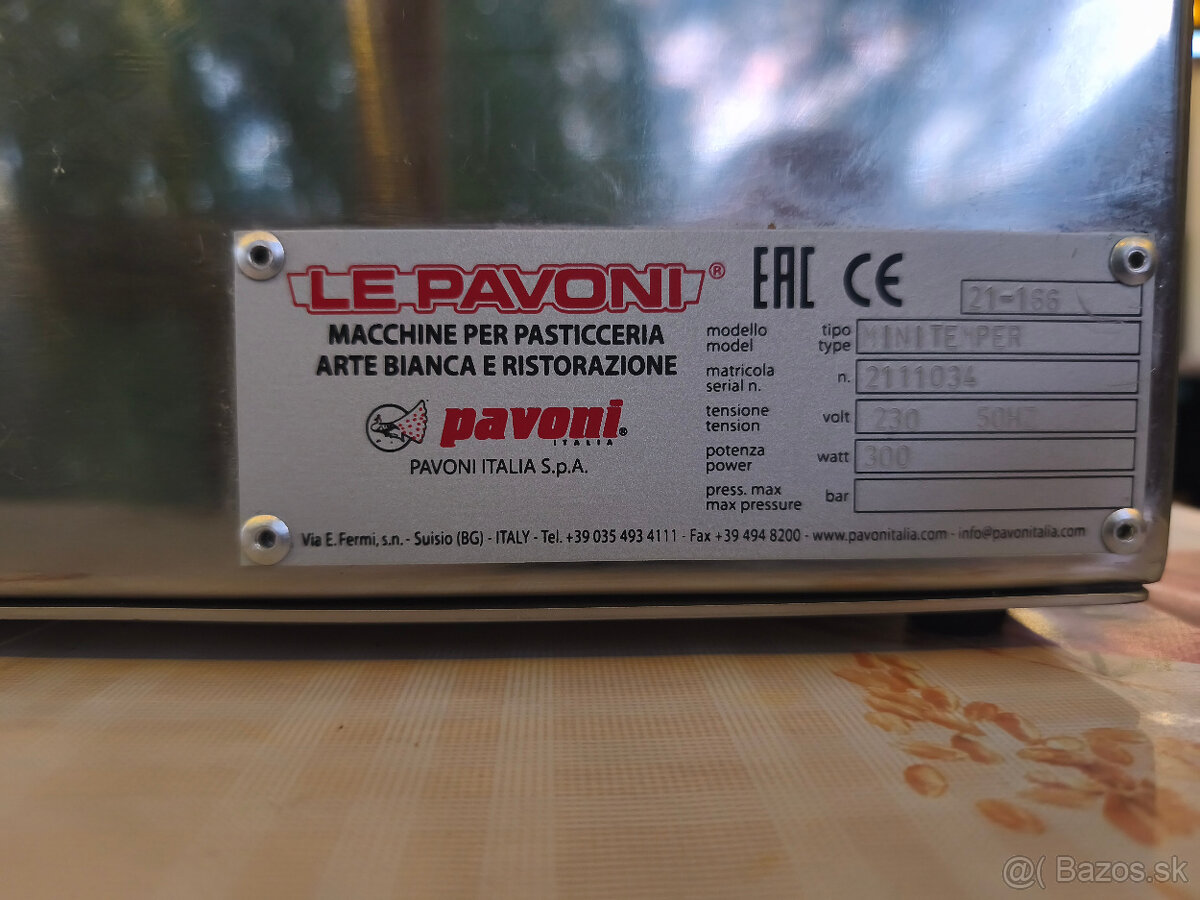 LE PAVONI®
MACCHINE PER PASTICCERIA
ARTE BIANCA E RISTORAZIONE
pavoni®
ITALIA
PAVONI ITALIA S.p.A.
EAC CE
21-166
modello tipo MINITEMPER
model type
matricola n. 2111034
serial n.
tensione volt 230 50HZ
tension
potenza watt 300
power
press. max bar
max pressure
Via E. Fermi, s.n. - Suisio (BG) - ITALY - Tel. +39 035 493 4111 - Fax +39 494 8200 - www.pavonitalia.com - info@pavonitalia.com
@( Bazos.sk